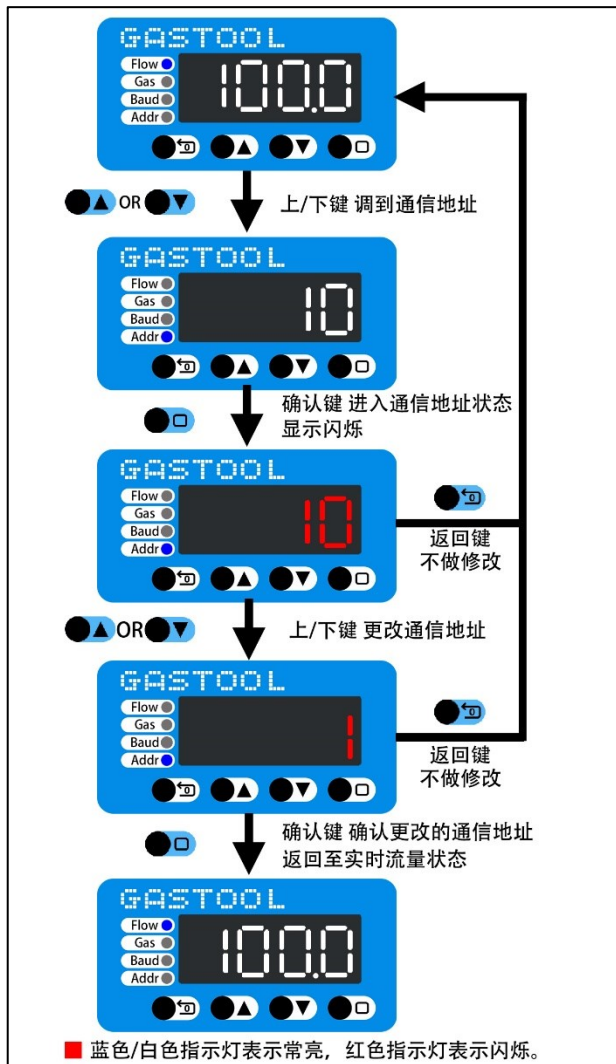 GASTOOL
Flow
Gas
Baud
Addr
100.0
OR
上/下键 调到通信地址
GASTOOL
Flow
Gas
Baud
Addr
10
确认键 进入通信地址状态
显示闪烁
GASTOOL
Flow
Gas
Baud
Addr
10
返回键
不做修改
OR
上/下键 更改通信地址
GASTOOL
Flow
Gas
Baud
Addr
1
返回键
不做修改
确认键 确认更改的通信地址
返回至实时流量状态
GASTOOL
Flow
Gas
Baud
Addr
100.0
蓝色/白色指示灯表示常亮，红色指示灯表示闪烁。